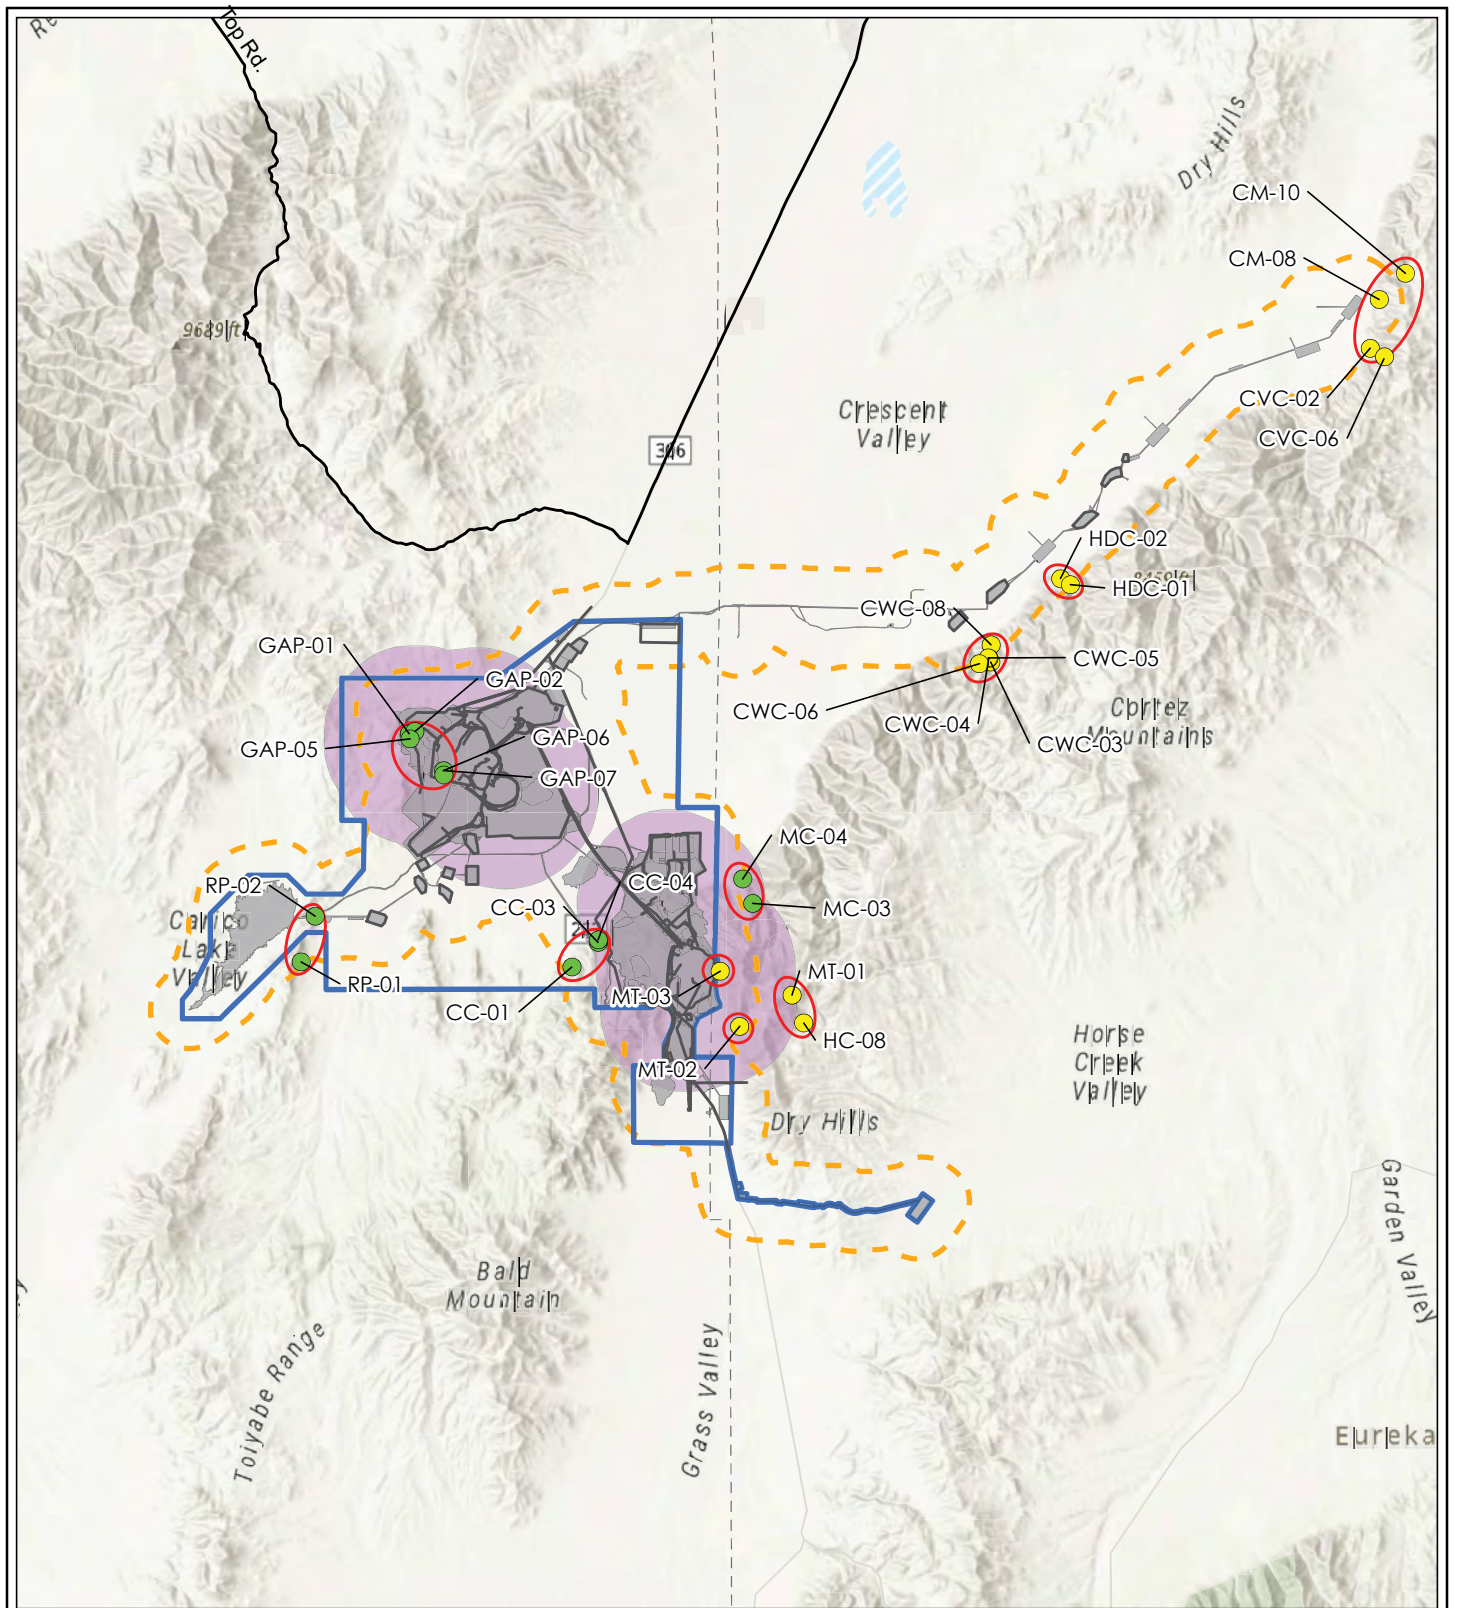 Top Rd.
Dry Hills
CM-10
CM-08
9689 ft
Crescent
Valley
CVC-02
CVC-06
306
HDC-02
HDC-01
CWC-08
GAP-01
CWC-05
GAP-02
CWC-06
Cortez
Mountains
CWC-04
CWC-03
GAP-05
GAP-06
GAP-07
MC-04
RP-02
CC-04
CC-03
MC-03
Carico
Lake
Valley
RP-01
MT-01
MT-03
CC-01
HC-08
Horse
Creek
Valley
MT-02
Dry Hills
Garden Valley
Bald
Mountain
Toiyabe Range
Grass Valley
Eureka